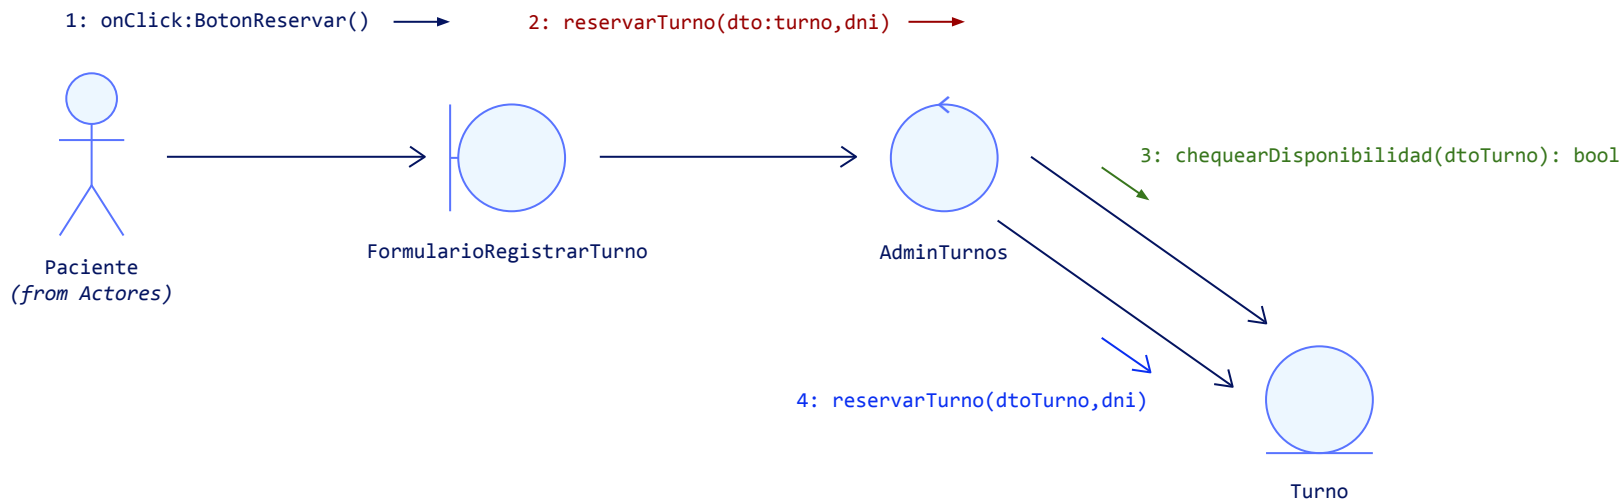 1: onClick:BotonReservar()
2: reservarTurno(dto:turno,dni)
3: chequearDisponibilidad(dtoTurno): bool
FormularioRegistrarTurno
AdminTurnos
Paciente
(from Actores)
4: reservarTurno(dtoTurno,dni)
Turno